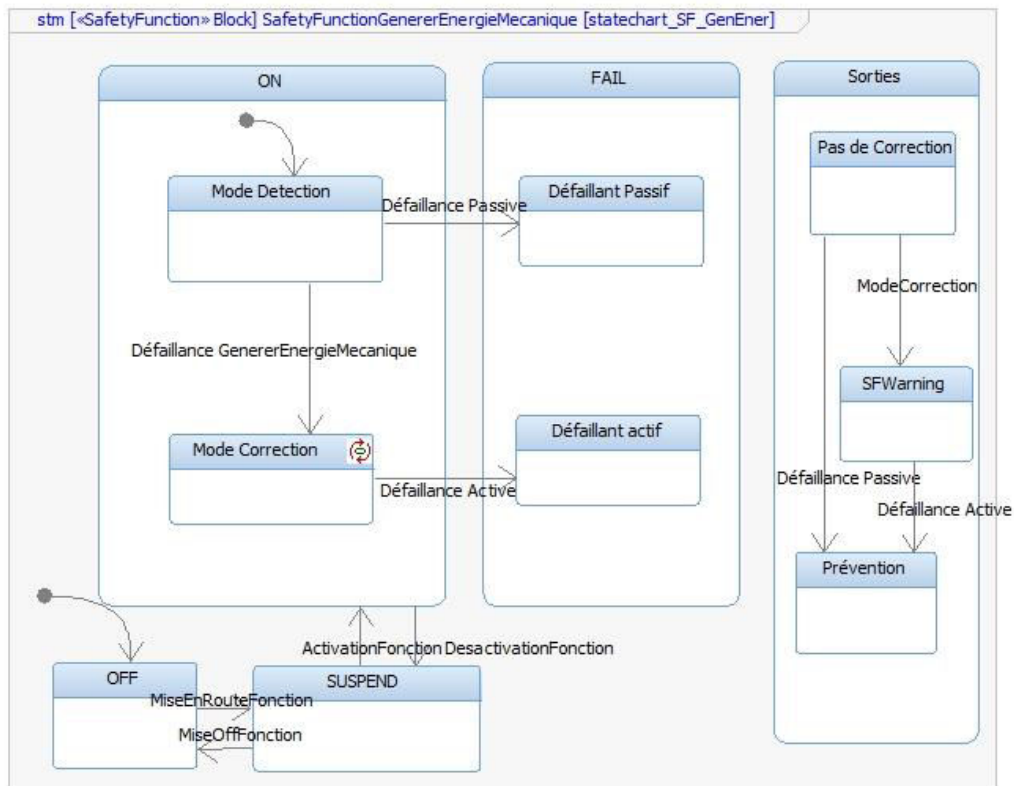 stm [«SafetyFunction» Block] SafetyFunctionGenererEnergieMecanique [statechart_SF_GenEner]
ON
FAIL
Sorties
Pas de Correction
Mode Detection
Défaillant Passif
Défaillance Passive
ModeCorrection
Défaillance GenererEnergieMecanique
SFWarning
Défaillant actif
Mode Correction
Défaillance Passive
Défaillance Active
Défaillance Active
Prévention
ActivationFonction
DesactivationFonction
OFF
SUSPEND
MiseEnRouteFonction
MiseOffFonction